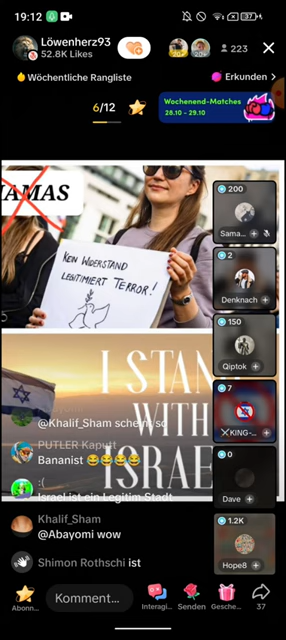 19:12
37
Löwenherz93
52.8K Likes
223
Wöchentliche Rangliste
Erkunden >
6/12
Wochenend-Matches
28.10 - 29.10
AMAS
KEIN WIDERSTAND
LEGITIMIERT TERROR!
200
Sama...
2
Denknach
150
Qiptok
7
⚔KING-...
0
Dave
1.2K
Hope8
I STAN
WITH
ISRAE
@Khalif_Sham scheint so
PUTLER Kaputt
Bananist 😂😂😂😂
:(
Israel ist ein Legitim Stadt
Khalif_Sham
@Abayomi wow
Shimon Rothschi ist
Abonn...
Komment...
Interagi...
Senden
Gesche...
37